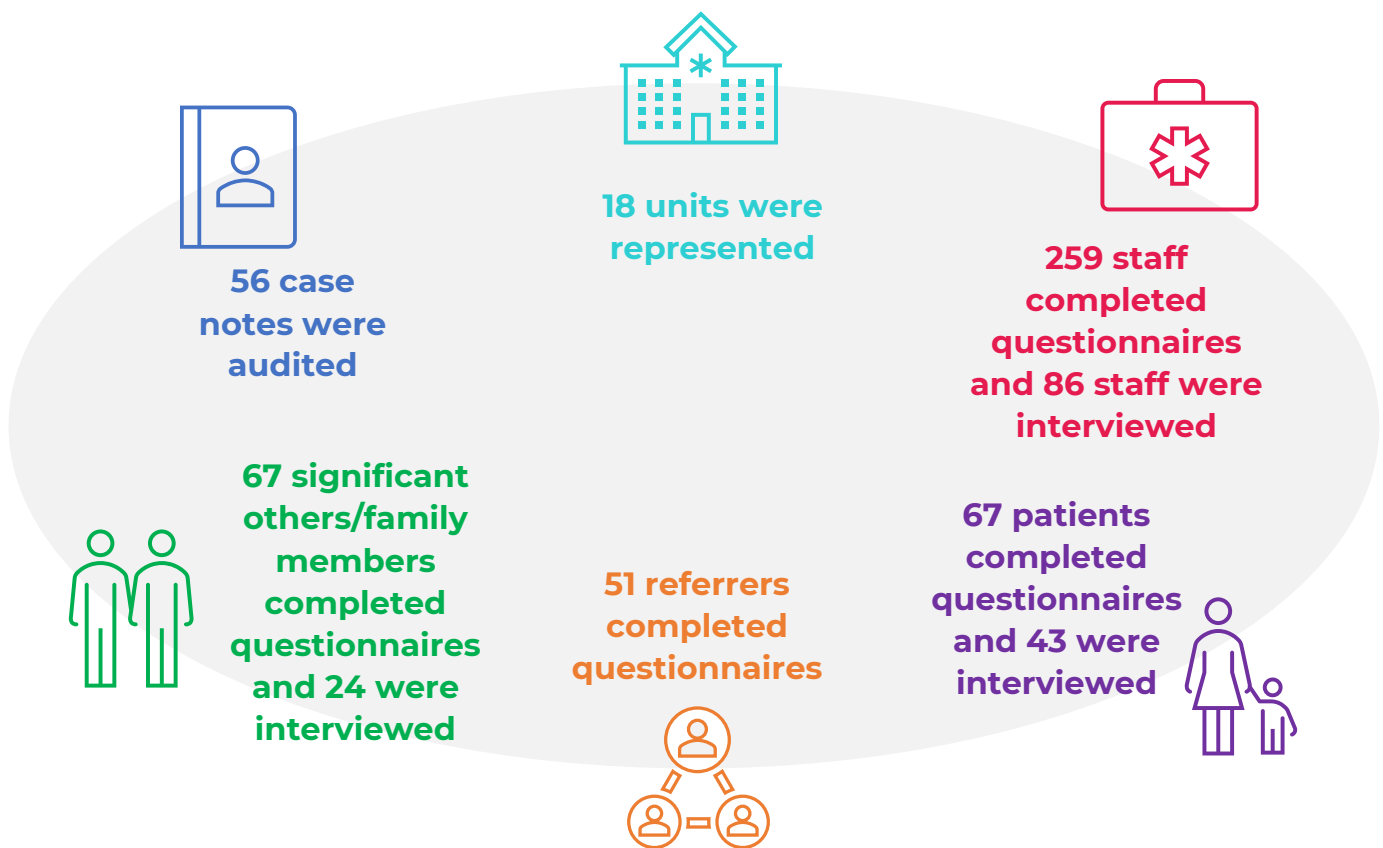 18 units were
represented
56 case
notes were
audited
259 staff
completed
questionnaires
and 86 staff were
interviewed
67 significant
others/family
members
completed
questionnaires
and 24 were
interviewed
51 referrers
completed
questionnaires
67 patients
completed
questionnaires
and 43 were
interviewed